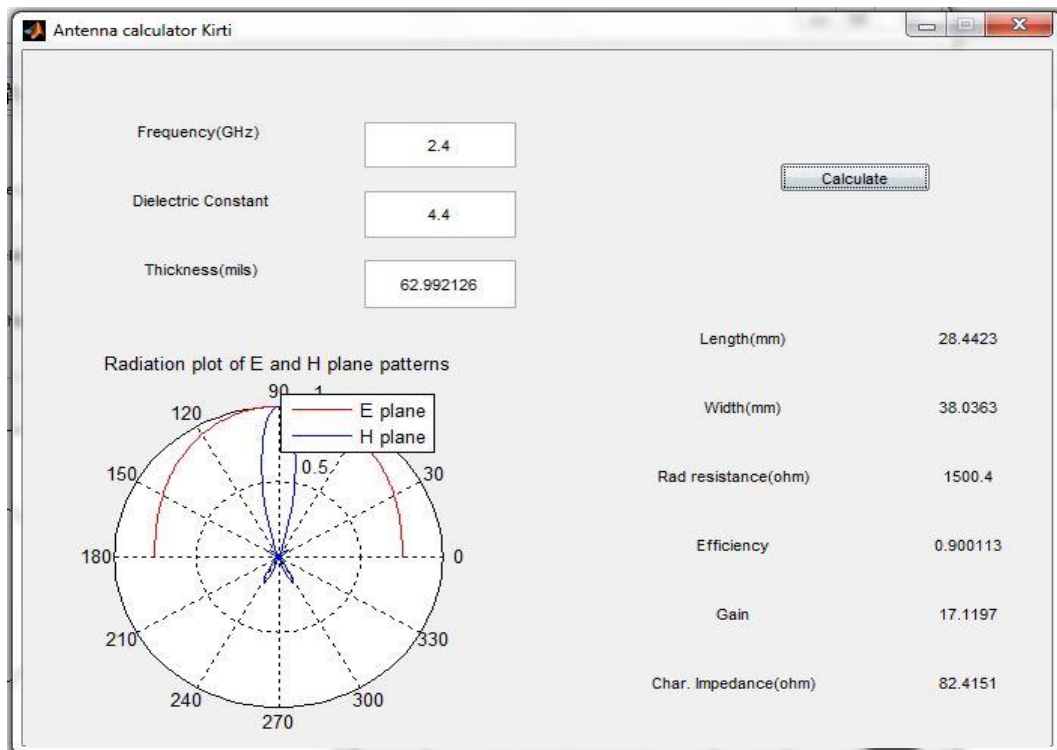 Antenna calculator Kirti
Frequency(GHz)
2.4
Calculate
Dielectric Constant
4.4
Thickness(mils)
62.992126
Length(mm)
28.4423
Width(mm)
38.0363
Rad resistance(ohm)
1500.4
Efficiency
0.900113
Gain
17.1197
Char. Impedance(ohm)
82.4151
Radiation plot of E and H plane patterns
90
1
E plane
H plane
120
0.5
150
30
180
0
210
330
240
300
270